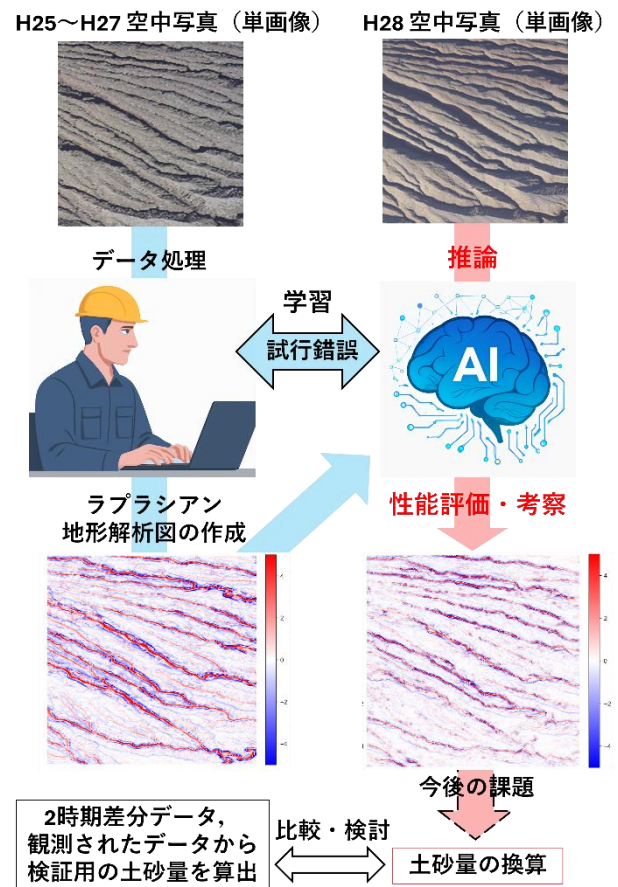 H25～H27 空中写真（単画像）
H28 空中写真（単画像）
データ処理
推論
学習
試行錯誤
AI
ラプラシアン
地形解析図の作成
性能評価・考察
4
2
0
−2
−4
4
2
0
−2
−4
今後の課題
2時期差分データ，
観測されたデータから
検証用の土砂量を算出
比較・検討
土砂量の換算